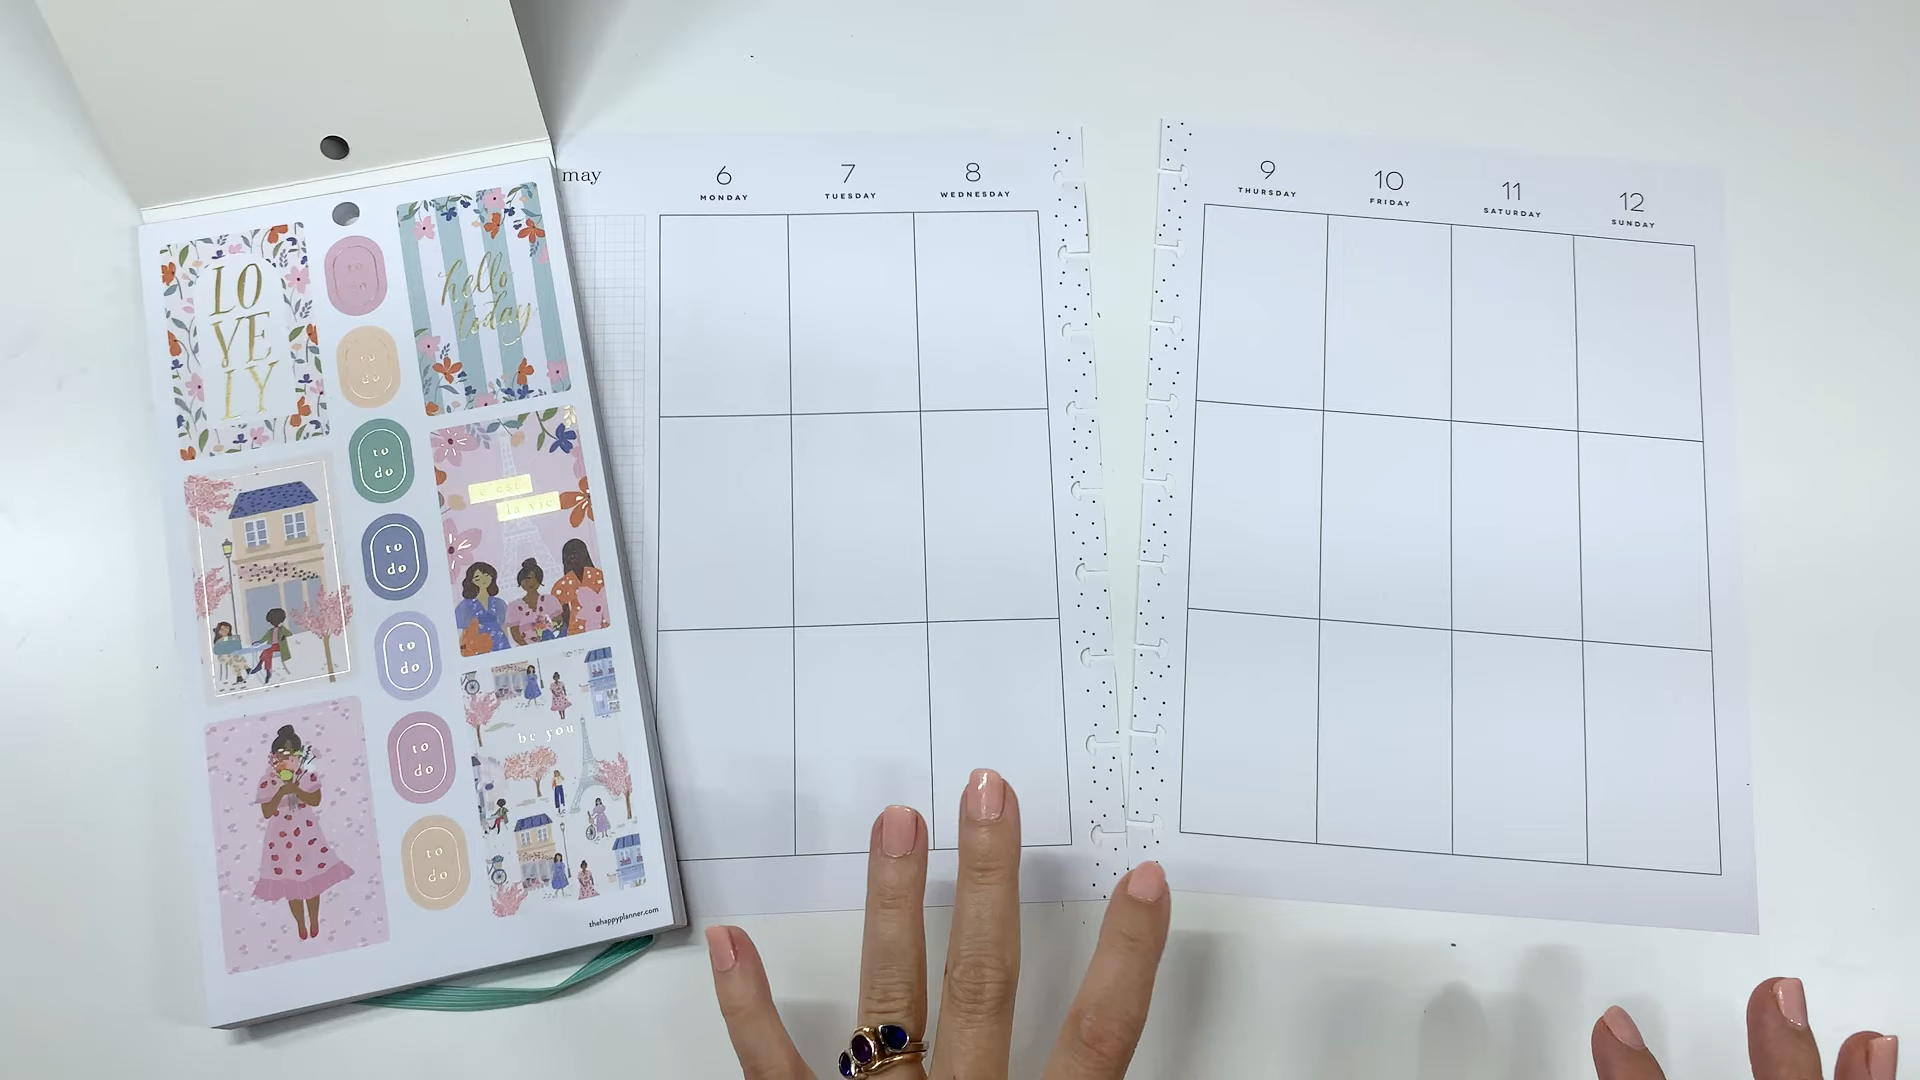 LO
VE
LY
to
do
hello
today
to
do
to
do
c'est
la vie
to
do
to
do
be you
to
do
to
do
thehappyplanner.com
may
6
MONDAY
7
TUESDAY
8
WEDNESDAY
9
THURSDAY
10
FRIDAY
11
SATURDAY
12
SUNDAY